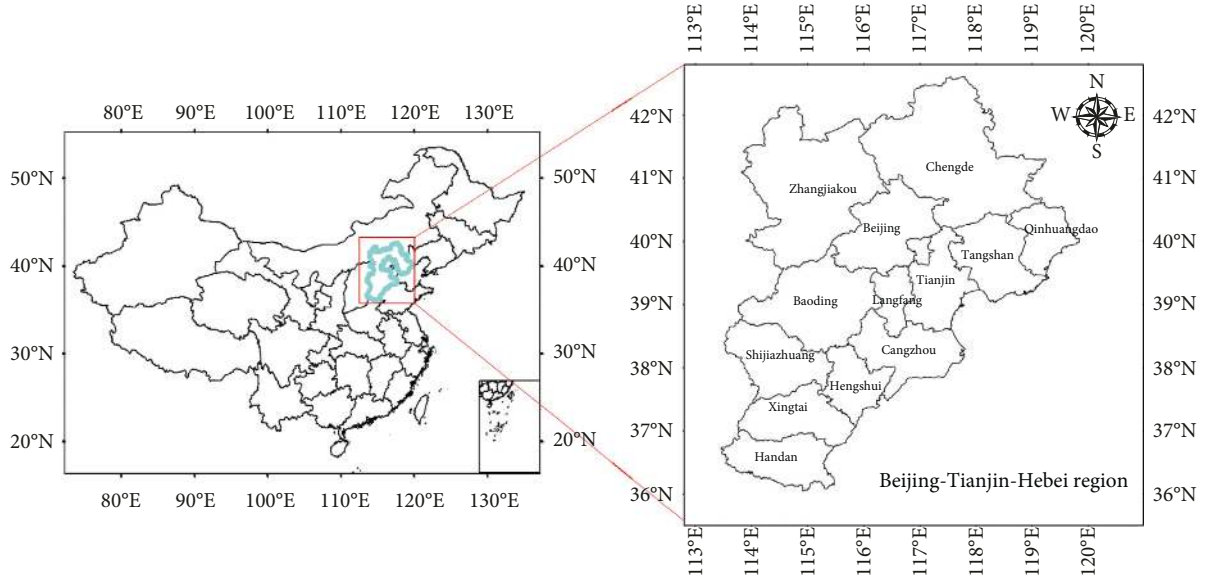 80°E 90°E 100°E 110°E 120°E 130°E
50°N 50°N
40°N 40°N
30°N 30°N
20°N 20°N
80°E 90°E 100°E 110°E 120°E 130°E
113°E 114°E 115°E 116°E 117°E 118°E 119°E 120°E
N
W E
S
42°N 42°N
41°N 41°N
40°N 40°N
39°N 39°N
38°N 38°N
37°N 37°N
36°N 36°N
Chengde
Zhangjiakou
Beijing
Qinhuangdao
Tangshan
Tianjin
Baoding
Langfang
Cangzhou
Shijiazhuang
Hengshui
Xingtai
Handan
Beijing-Tianjin-Hebei region
113°E 114°E 115°E 116°E 117°E 118°E 119°E 120°E